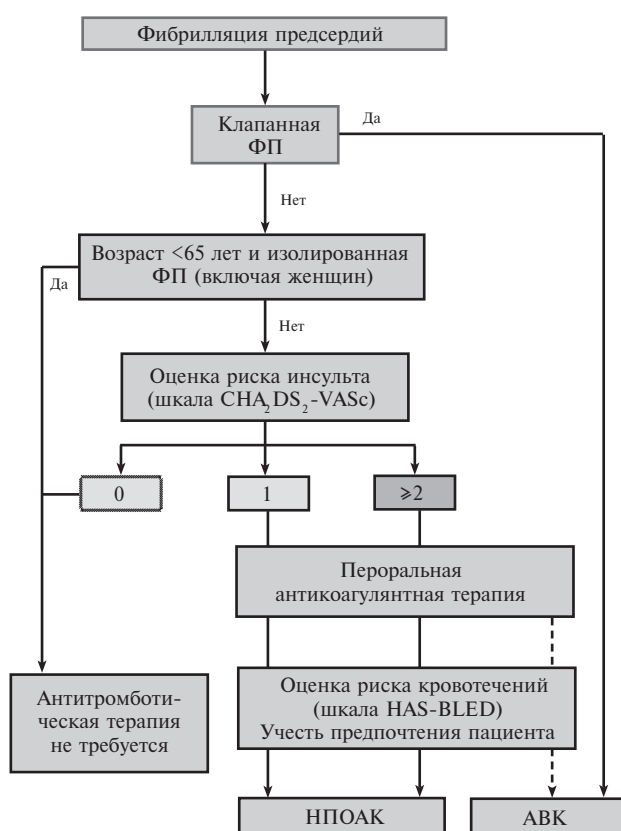 Фибрилляция предсердий
Клапанная
ФП
Да
Нет
Возраст <65 лет и изолированная
ФП (включая женщин)
Да
Нет
Оценка риска инсульта
(шкала CHA₂DS₂-VASc)
0
1
⩾2
Пероральная
антикоагулянтная терапия
Антитромботи-
ческая терапия
не требуется
Оценка риска кровотечений
(шкала HAS-BLED)
Учесть предпочтения пациента
НПОАК
АВК